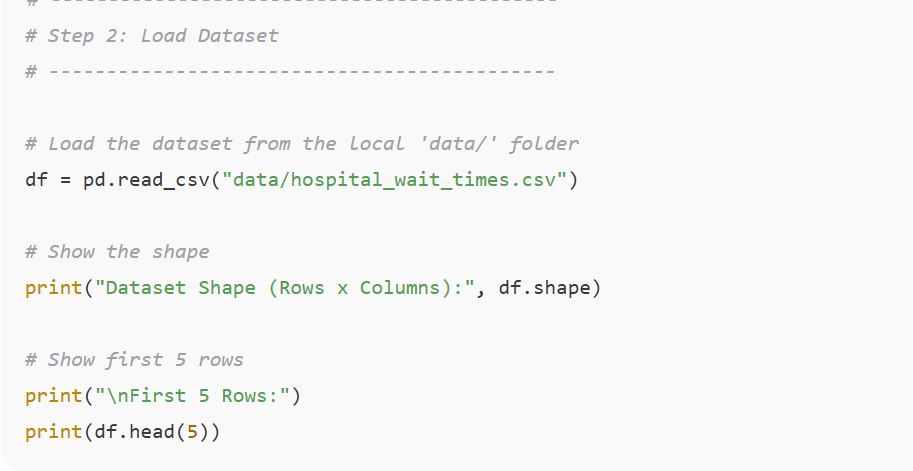 # --------------------------------------------
# Step 2: Load Dataset
# --------------------------------------------
# Load the dataset from the local 'data/' folder
df = pd.read_csv("data/hospital_wait_times.csv")
# Show the shape
print("Dataset Shape (Rows x Columns):", df.shape)
# Show first 5 rows
print("\nFirst 5 Rows:")
print(df.head(5))